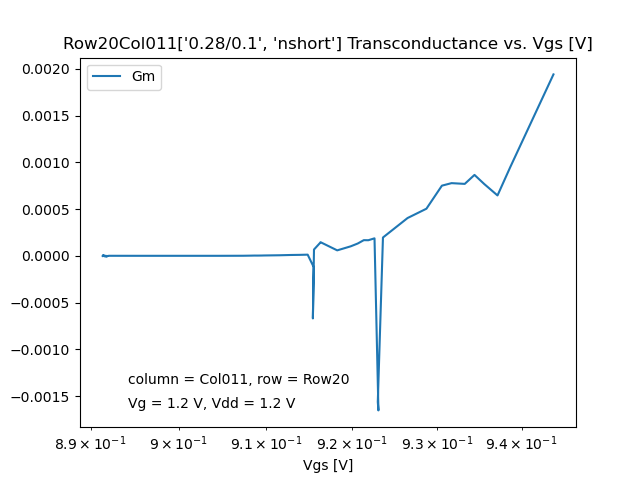 Row20Col011['0.28/0.1', 'nshort'] Transconductance vs. Vgs [V]
Gm
0.0020
0.0015
0.0010
0.0005
0.0000
−0.0005
−0.0010
−0.0015
column = Col011, row = Row20
Vg = 1.2 V, Vdd = 1.2 V
8.9 × 10⁻¹ 9 × 10⁻¹ 9.1 × 10⁻¹ 9.2 × 10⁻¹ 9.3 × 10⁻¹ 9.4 × 10⁻¹
Vgs [V]